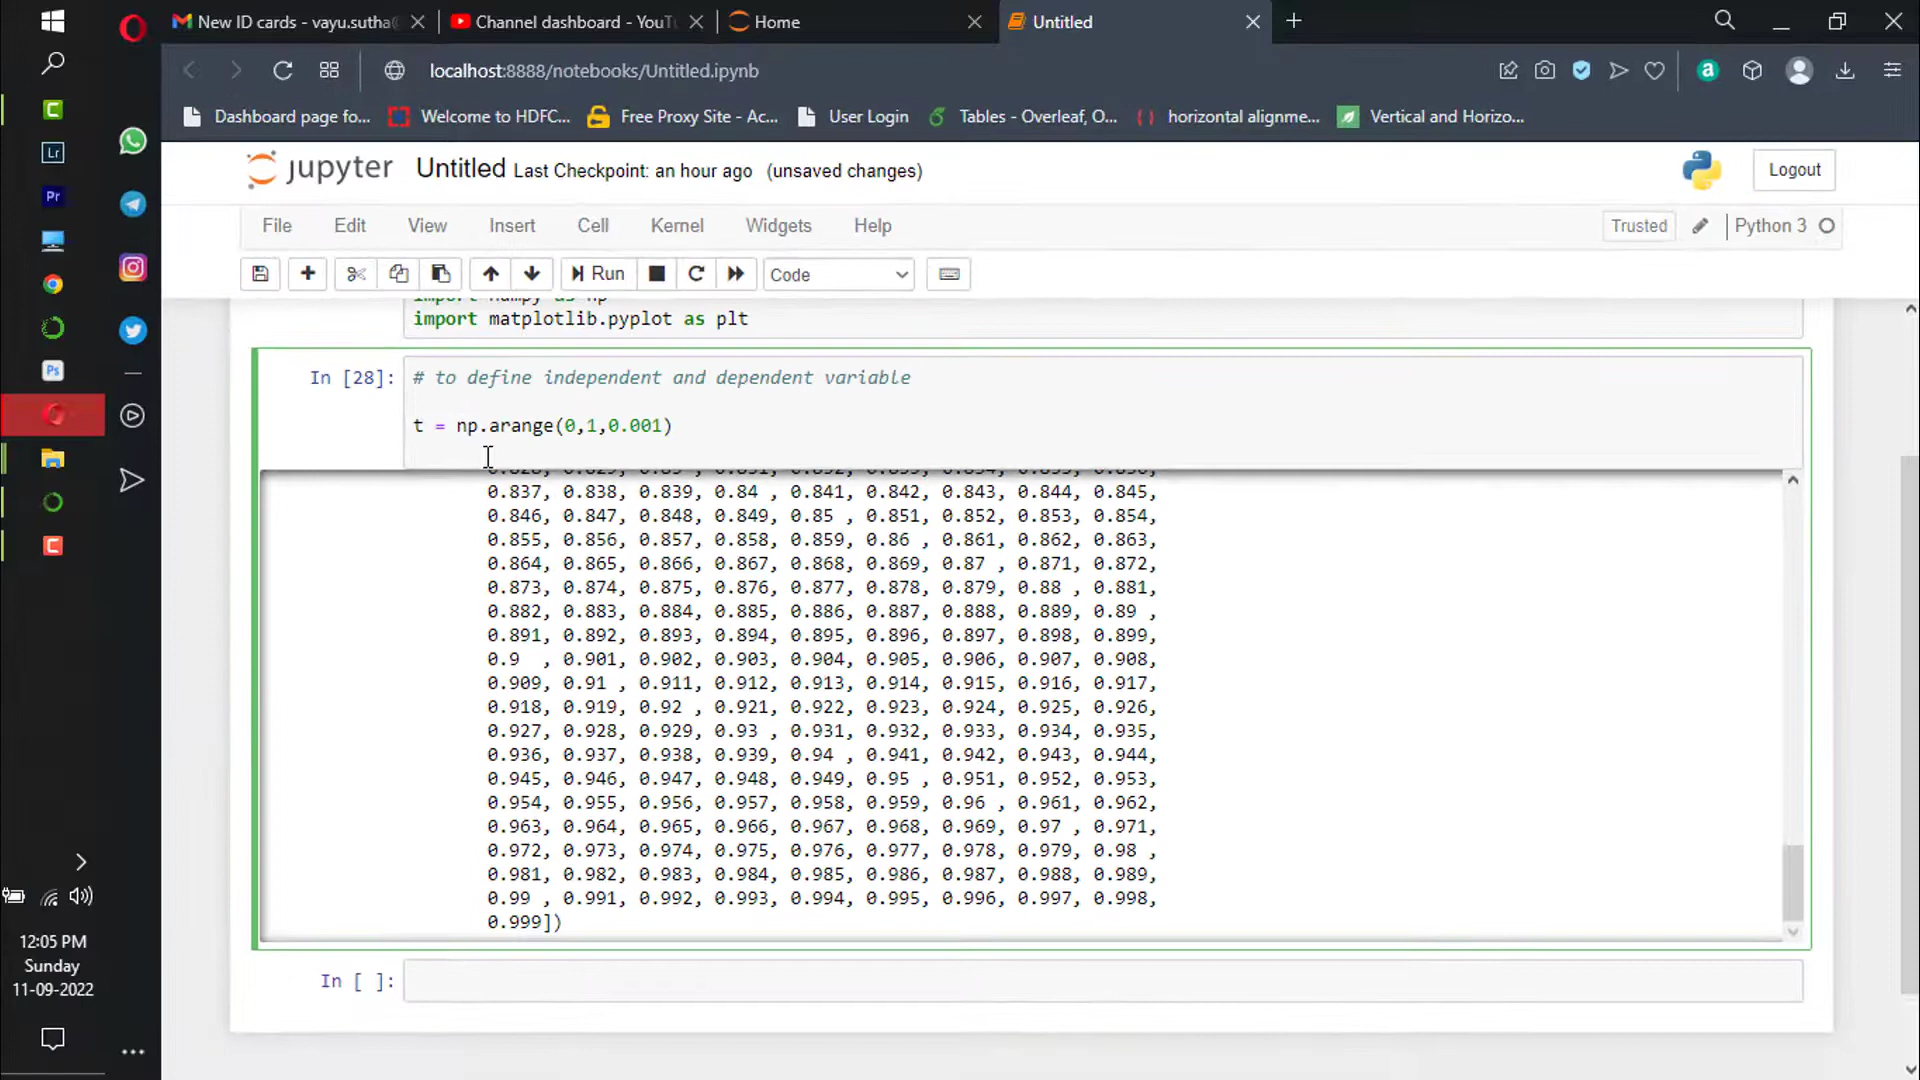 New ID cards - vayu.sutha@
Channel dashboard - YouT
Home
Untitled
localhost:8888/notebooks/Untitled.ipynb
Dashboard page fo...
Welcome to HDFC...
Free Proxy Site - Ac...
User Login
Tables - Overleaf, O...
horizontal alignme...
Vertical and Horizo...
jupyter Untitled Last Checkpoint: an hour ago (unsaved changes)
Logout
File Edit View Insert Cell Kernel Widgets Help
Trusted
Python 3
Run
Code
import numpy as np
import matplotlib.pyplot as plt
In [28]: # to define independent and dependent variable
t = np.arange(0,1,0.001)
0.828, 0.829, 0.83 , 0.831, 0.832, 0.833, 0.834, 0.835, 0.836,
0.837, 0.838, 0.839, 0.84 , 0.841, 0.842, 0.843, 0.844, 0.845,
0.846, 0.847, 0.848, 0.849, 0.85 , 0.851, 0.852, 0.853, 0.854,
0.855, 0.856, 0.857, 0.858, 0.859, 0.86 , 0.861, 0.862, 0.863,
0.864, 0.865, 0.866, 0.867, 0.868, 0.869, 0.87 , 0.871, 0.872,
0.873, 0.874, 0.875, 0.876, 0.877, 0.878, 0.879, 0.88 , 0.881,
0.882, 0.883, 0.884, 0.885, 0.886, 0.887, 0.888, 0.889, 0.89 ,
0.891, 0.892, 0.893, 0.894, 0.895, 0.896, 0.897, 0.898, 0.899,
0.9 , 0.901, 0.902, 0.903, 0.904, 0.905, 0.906, 0.907, 0.908,
0.909, 0.91 , 0.911, 0.912, 0.913, 0.914, 0.915, 0.916, 0.917,
0.918, 0.919, 0.92 , 0.921, 0.922, 0.923, 0.924, 0.925, 0.926,
0.927, 0.928, 0.929, 0.93 , 0.931, 0.932, 0.933, 0.934, 0.935,
0.936, 0.937, 0.938, 0.939, 0.94 , 0.941, 0.942, 0.943, 0.944,
0.945, 0.946, 0.947, 0.948, 0.949, 0.95 , 0.951, 0.952, 0.953,
0.954, 0.955, 0.956, 0.957, 0.958, 0.959, 0.96 , 0.961, 0.962,
0.963, 0.964, 0.965, 0.966, 0.967, 0.968, 0.969, 0.97 , 0.971,
0.972, 0.973, 0.974, 0.975, 0.976, 0.977, 0.978, 0.979, 0.98 ,
0.981, 0.982, 0.983, 0.984, 0.985, 0.986, 0.987, 0.988, 0.989,
0.99 , 0.991, 0.992, 0.993, 0.994, 0.995, 0.996, 0.997, 0.998,
0.999])
In [ ]:
Lr
Pr
Ps
12:05 PM
Sunday
11-09-2022